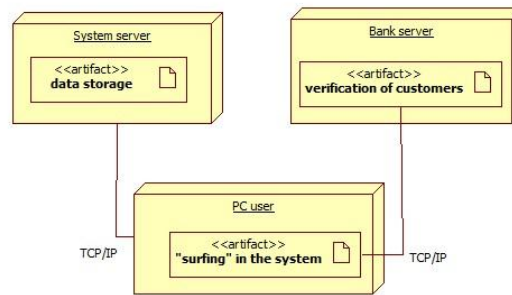 System server
<<artifact>>
data storage
Bank server
<<artifact>>
verification of customers
PC user
<<artifact>>
"surfing" in the system
TCP/IP
TCP/IP